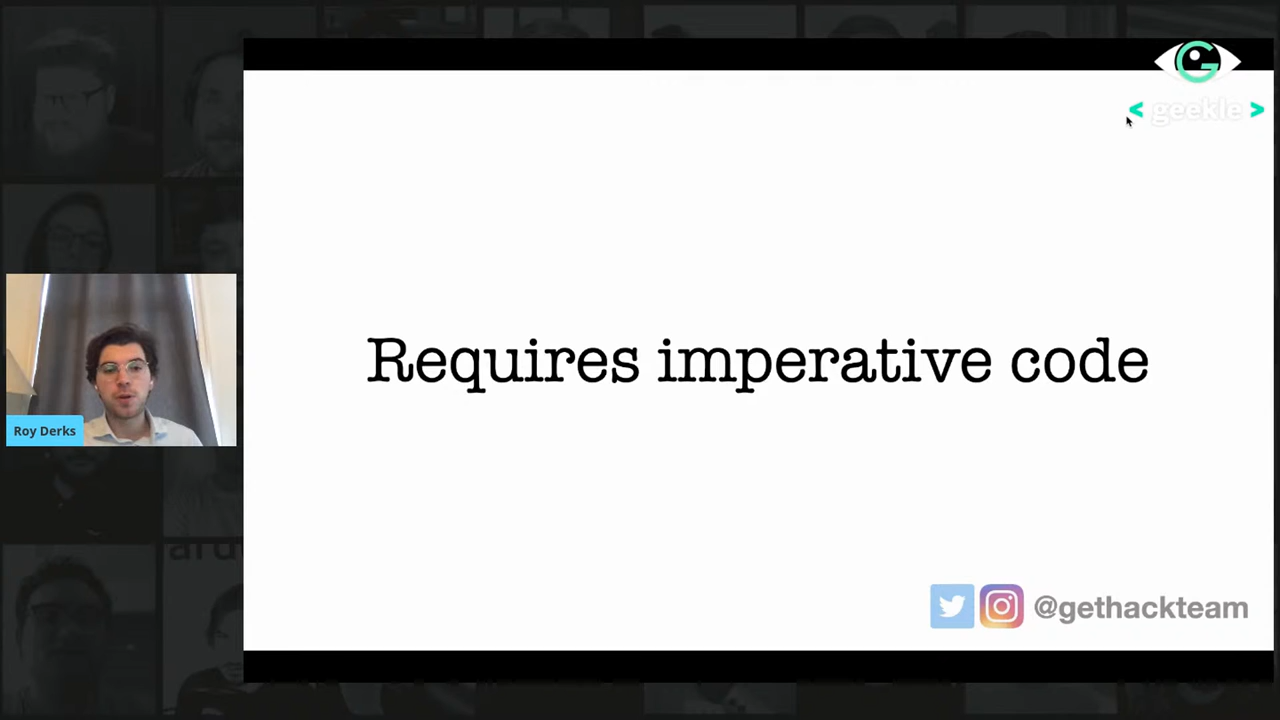 < geekle >
Requires imperative code
Roy Derks
@gethackteam